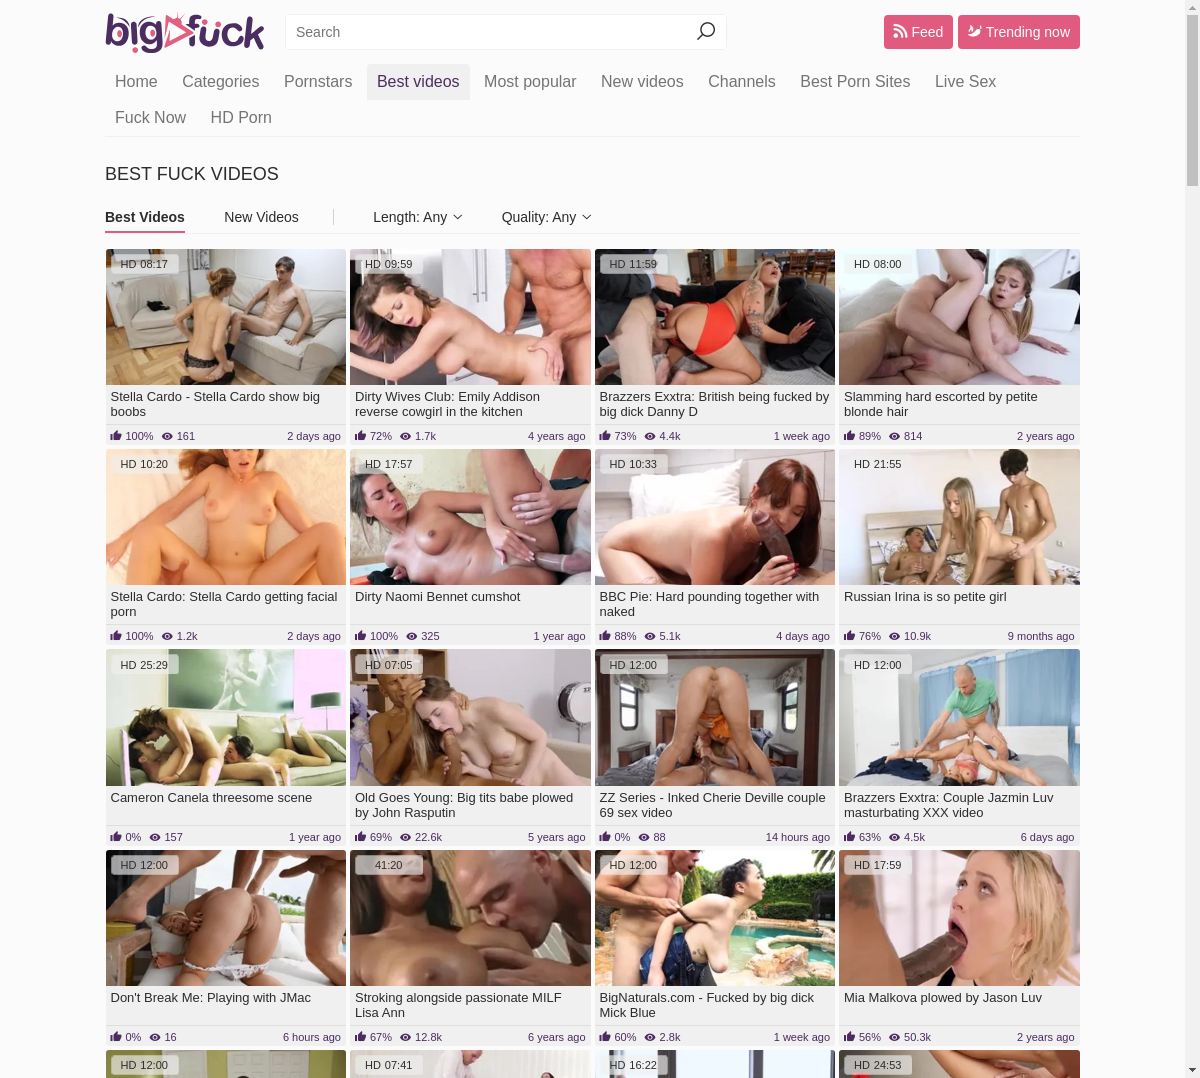 bigfuck
Search
Feed
Trending now
Home Categories Pornstars Best videos Most popular New videos Channels Best Porn Sites Live Sex
Fuck Now HD Porn
BEST FUCK VIDEOS
Best Videos New Videos Length: Any Quality: Any
HD 08:17
Stella Cardo - Stella Cardo show big
boobs
100% 161 2 days ago
HD 09:59
Dirty Wives Club: Emily Addison
reverse cowgirl in the kitchen
72% 1.7k 4 years ago
HD 11:59
Brazzers Exxtra: British being fucked by
big dick Danny D
73% 4.4k 1 week ago
HD 08:00
Slamming hard escorted by petite
blonde hair
89% 814 2 years ago
HD 10:20
Stella Cardo: Stella Cardo getting facial
porn
100% 1.2k 2 days ago
HD 17:57
Dirty Naomi Bennet cumshot
100% 325 1 year ago
HD 10:33
BBC Pie: Hard pounding together with
naked
88% 5.1k 4 days ago
HD 21:55
Russian Irina is so petite girl
76% 10.9k 9 months ago
HD 25:29
Cameron Canela threesome scene
0% 157 1 year ago
HD 07:05
Old Goes Young: Big tits babe plowed
by John Rasputin
69% 22.6k 5 years ago
HD 12:00
ZZ Series - Inked Cherie Deville couple
69 sex video
0% 88 14 hours ago
HD 12:00
Brazzers Exxtra: Couple Jazmin Luv
masturbating XXX video
63% 4.5k 6 days ago
HD 12:00
Don't Break Me: Playing with JMac
0% 16 6 hours ago
41:20
Stroking alongside passionate MILF
Lisa Ann
67% 12.8k 6 years ago
HD 12:00
BigNaturals.com - Fucked by big dick
Mick Blue
60% 2.8k 1 week ago
HD 17:59
Mia Malkova plowed by Jason Luv
56% 50.3k 2 years ago
HD 12:00
HD 07:41
HD 16:22
HD 24:53